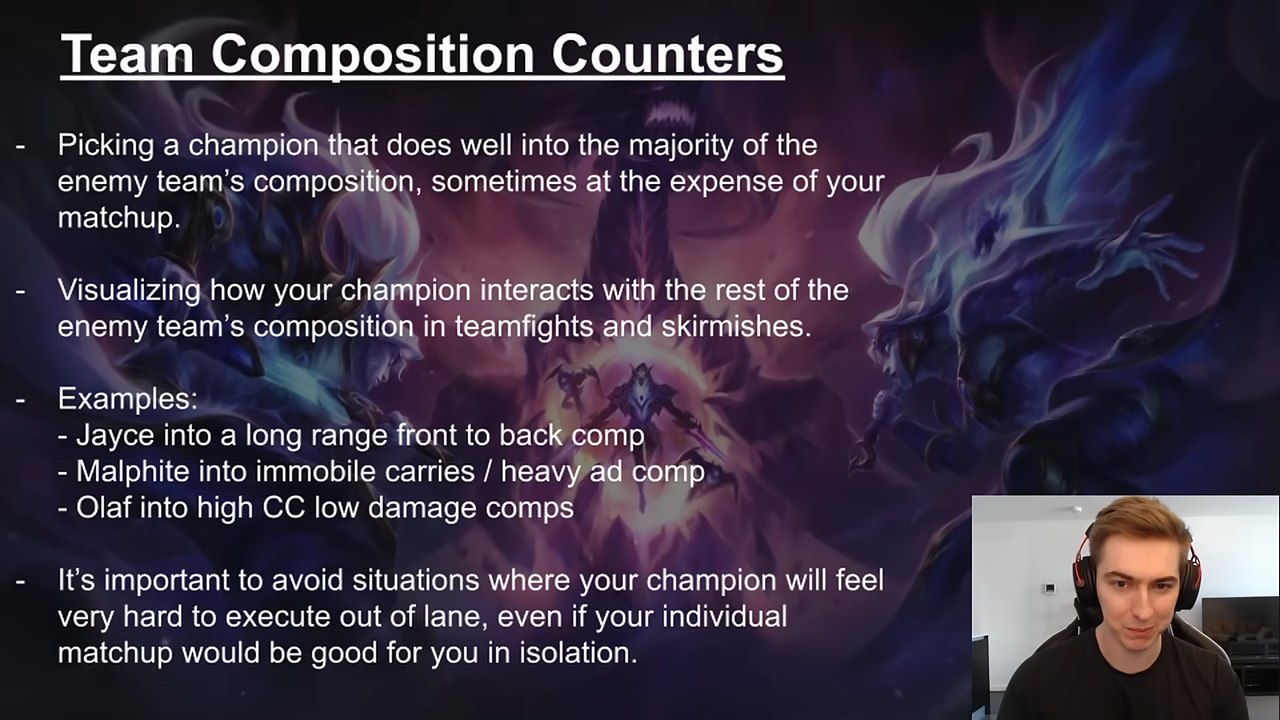 Team Composition Counters
- Picking a champion that does well into the majority of the
enemy team’s composition, sometimes at the expense of your
matchup.
- Visualizing how your champion interacts with the rest of the
enemy team’s composition in teamfights and skirmishes.
- Examples:
- Jayce into a long range front to back comp
- Malphite into immobile carries / heavy ad comp
- Olaf into high CC low damage comps
- It’s important to avoid situations where your champion will feel
very hard to execute out of lane, even if your individual
matchup would be good for you in isolation.